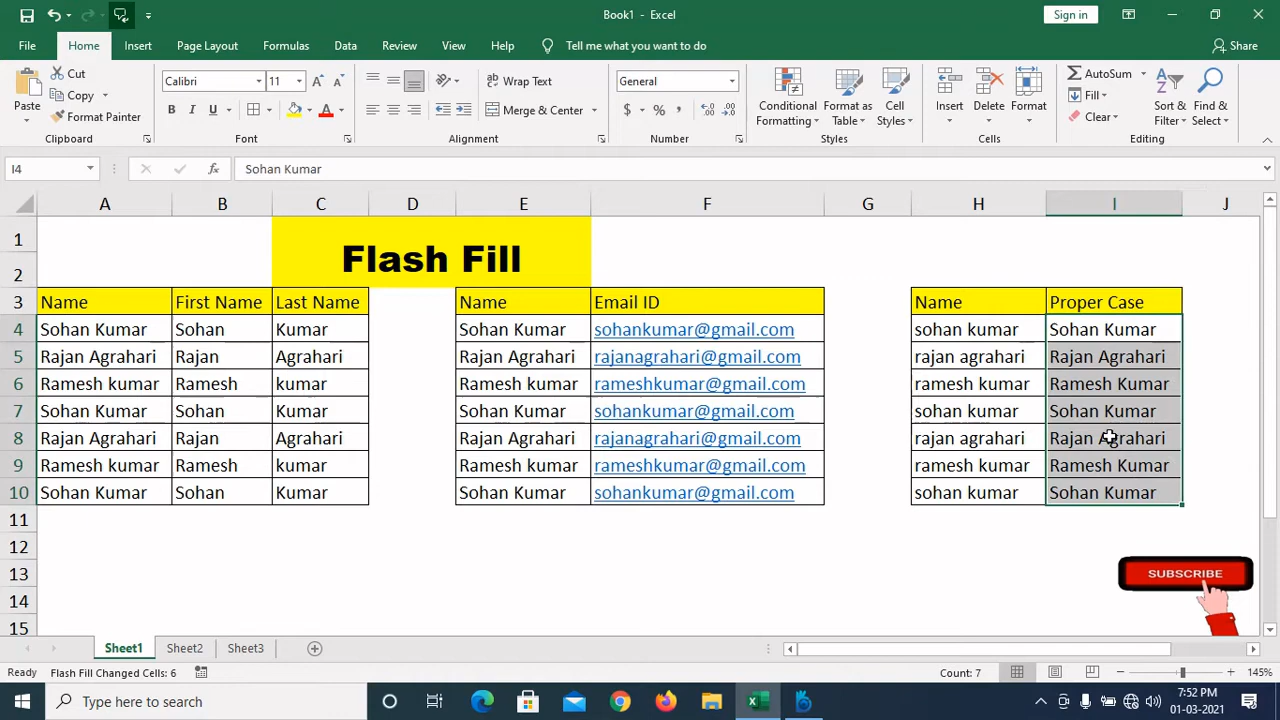 Book1 - Excel
Sign in
File Home Insert Page Layout Formulas Data Review View Help Tell me what you want to do Share
Paste
Cut
Copy
Format Painter
Clipboard
Calibri 11
B I U
Font
Wrap Text
Merge & Center
Alignment
General
Number
Conditional Formatting
Format as Table
Cell Styles
Styles
Insert
Delete
Format
Cells
AutoSum
Fill
Clear
Sort & Filter
Find & Select
Editing
I4 Sohan Kumar
A B C D E F G H I J
1
2 Flash Fill
3 Name First Name Last Name Name Email ID Name Proper Case
4 Sohan Kumar Sohan Kumar Sohan Kumar sohankumar@gmail.com sohan kumar Sohan Kumar
5 Rajan Agrahari Rajan Agrahari Rajan Agrahari rajanagrahari@gmail.com rajan agrahari Rajan Agrahari
6 Ramesh kumar Ramesh kumar Ramesh kumar rameshkumar@gmail.com ramesh kumar Ramesh Kumar
7 Sohan Kumar Sohan Kumar Sohan Kumar sohankumar@gmail.com sohan kumar Sohan Kumar
8 Rajan Agrahari Rajan Agrahari Rajan Agrahari rajanagrahari@gmail.com rajan agrahari Rajan Agrahari
9 Ramesh kumar Ramesh kumar Ramesh kumar rameshkumar@gmail.com ramesh kumar Ramesh Kumar
10 Sohan Kumar Sohan Kumar Sohan Kumar sohankumar@gmail.com sohan kumar Sohan Kumar
11
12
13
14
15
SUBSCRIBE
Sheet1 Sheet2 Sheet3
Ready Flash Fill Changed Cells: 6 Count: 7 145%
Type here to search
7:52 PM
01-03-2021